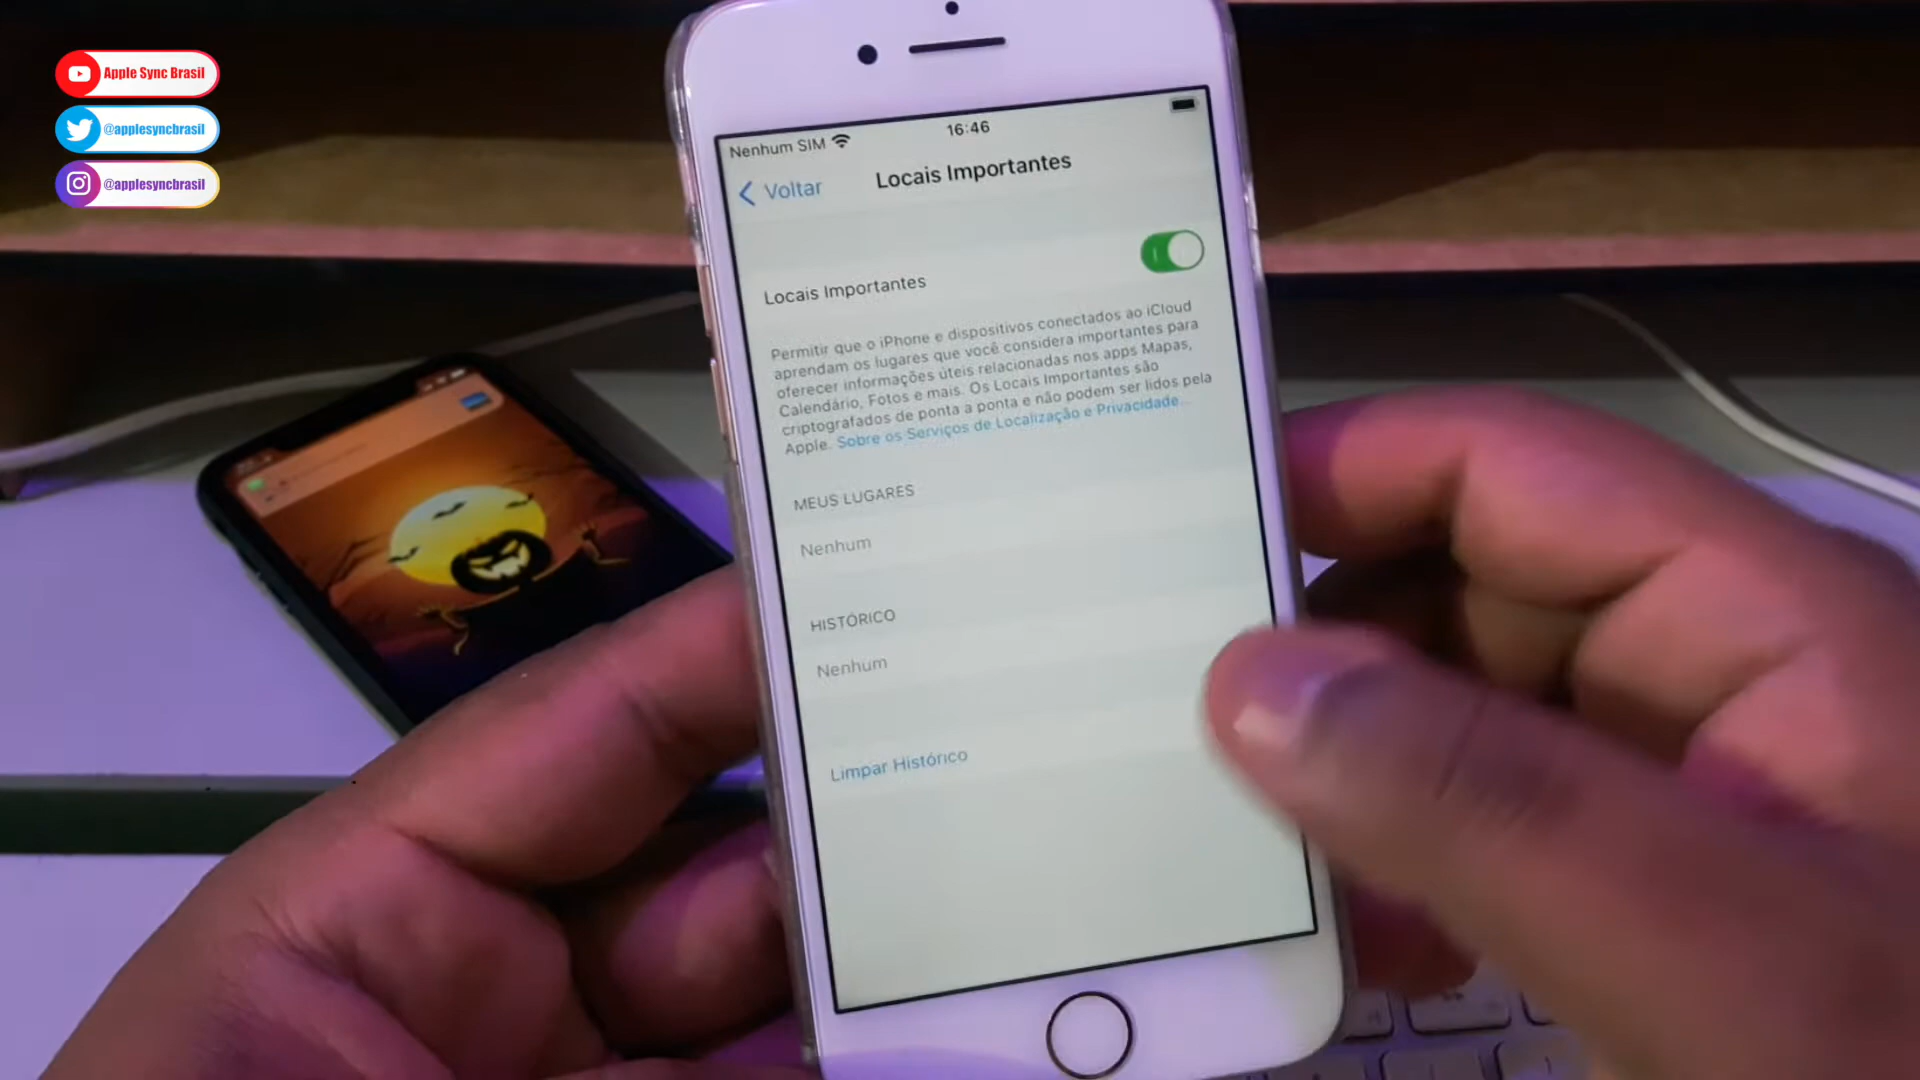 Apple Sync Brasil
@applesyncbrasil
@applesyncbrasil
Nenhum SIM
16:46
Voltar
Locais Importantes
Locais Importantes
Permitir que o iPhone e dispositivos conectados ao iCloud
aprendam os lugares que você considera importantes para
oferecer informações úteis relacionadas nos apps Mapas,
Calendário, Fotos e mais. Os Locais Importantes são
criptografados de ponta a ponta e não podem ser lidos pela
Apple. Sobre os Serviços de Localização e Privacidade...
MEUS LUGARES
Nenhum
HISTÓRICO
Nenhum
Limpar Histórico